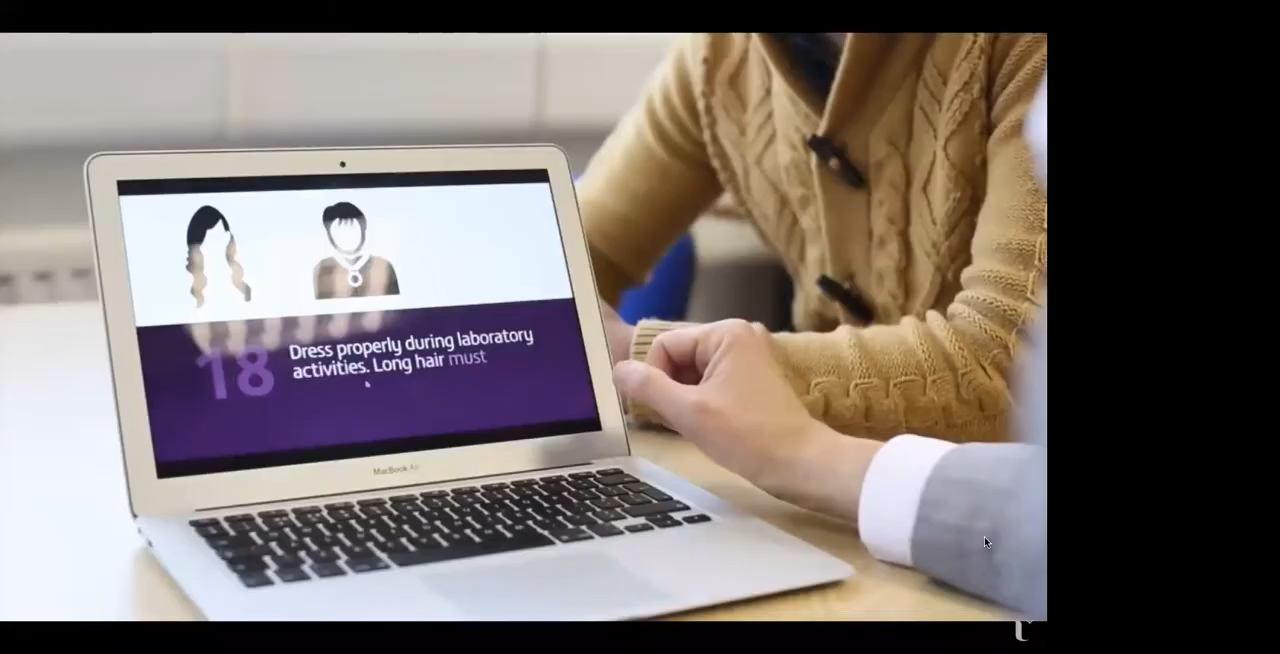 18
Dress properly during laboratory
activities. Long hair must
MacBook Air